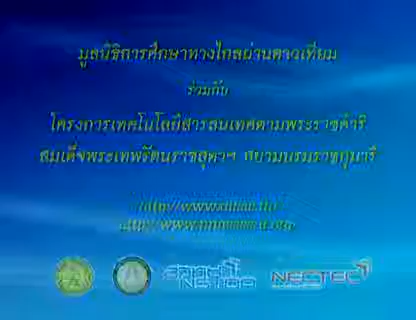 มูลนิธิการศึกษาทางไกลผ่านดาวเทียม
ร่วมกับ
โครงการเทคโนโลยีสารสนเทศตามพระราชดำริ
สมเด็จพระเทพรัตนราชสุดาฯ สยามบรมราชกุมารี
NECTEC